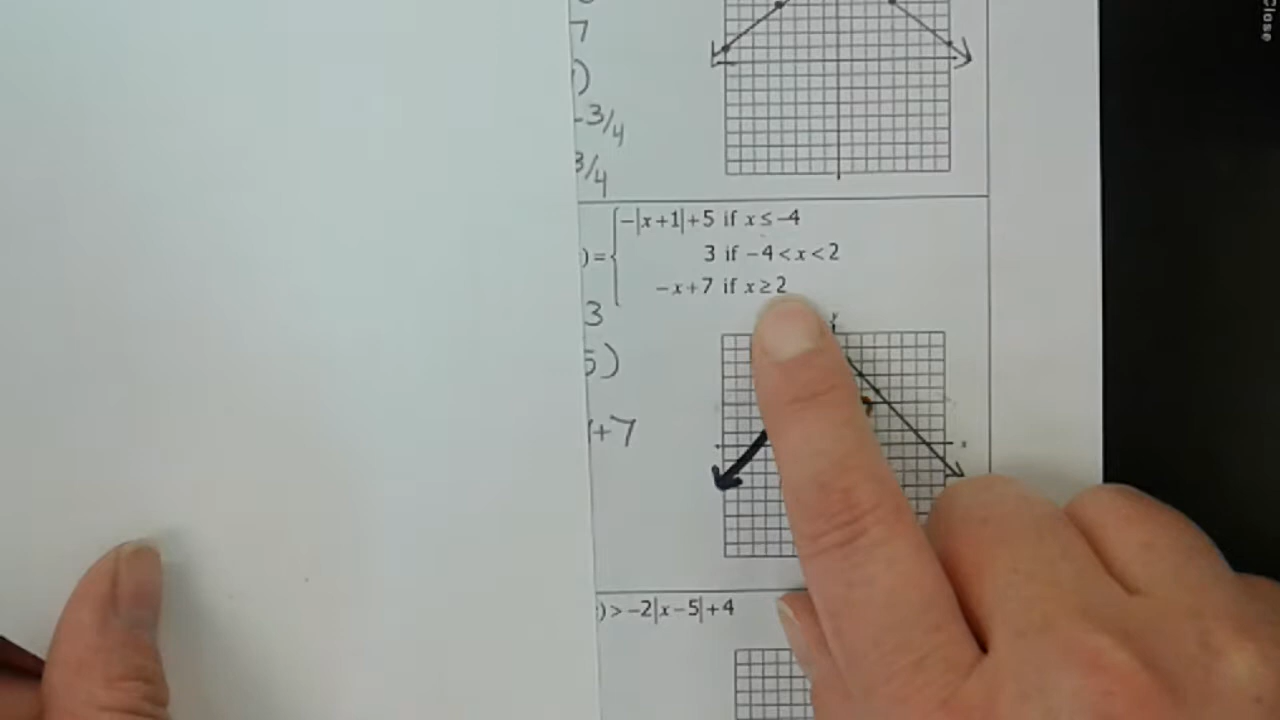 Close
7
)
-3/4
3/4
) = { -|x+1|+5 if x ≤ -4
3 if -4 < x < 2
-x+7 if x ≥ 2
3
5)
+7
y
x
) > -2|x-5|+4